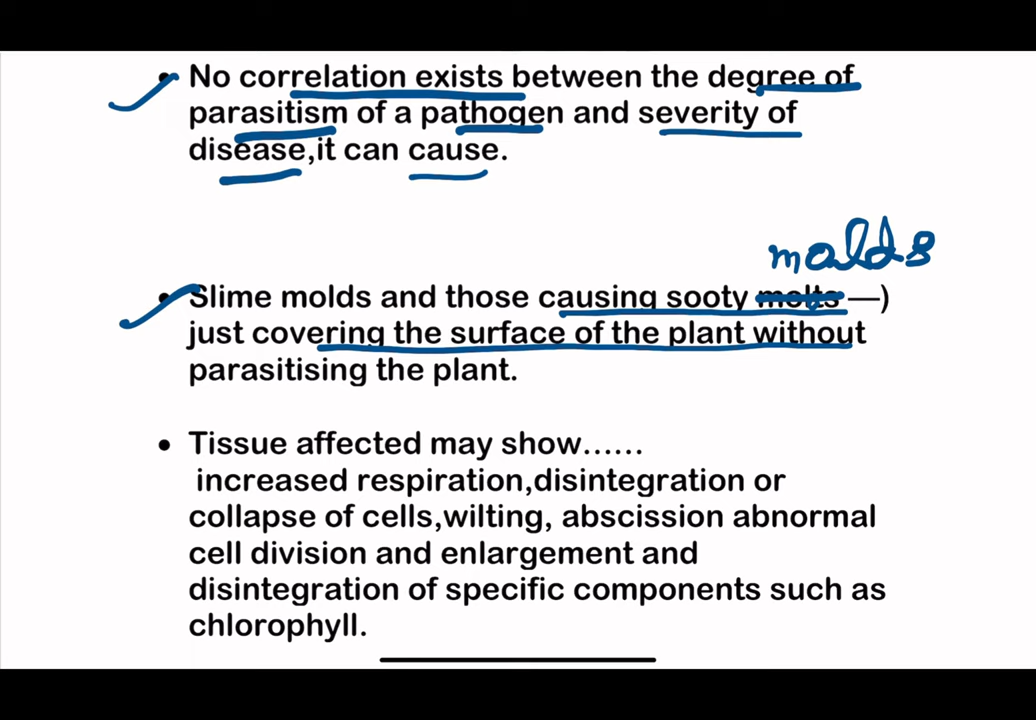 • No correlation exists between the degree of
parasitism of a pathogen and severity of
disease,it can cause.
molds
• Slime molds and those causing sooty molts —)
just covering the surface of the plant without
parasitising the plant.
• Tissue affected may show......
increased respiration,disintegration or
collapse of cells,wilting, abscission abnormal
cell division and enlargement and
disintegration of specific components such as
chlorophyll.